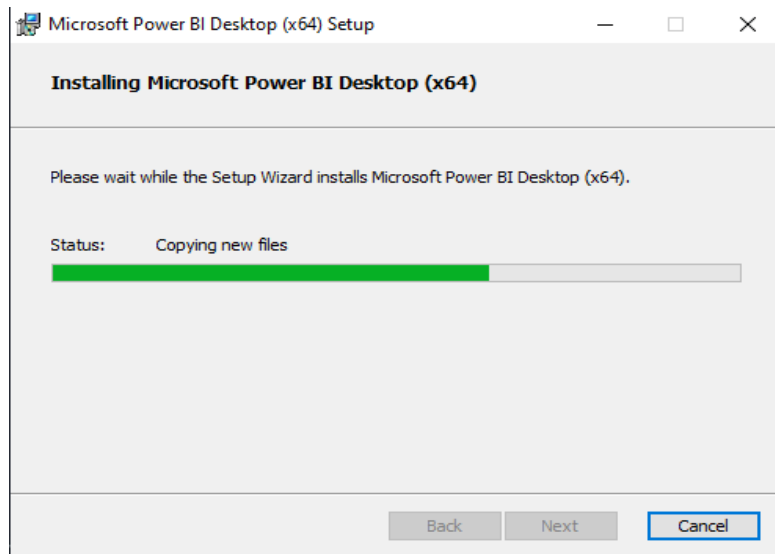 Microsoft Power BI Desktop (x64) Setup
Installing Microsoft Power BI Desktop (x64)
Please wait while the Setup Wizard installs Microsoft Power BI Desktop (x64).
Status: Copying new files
Back Next Cancel